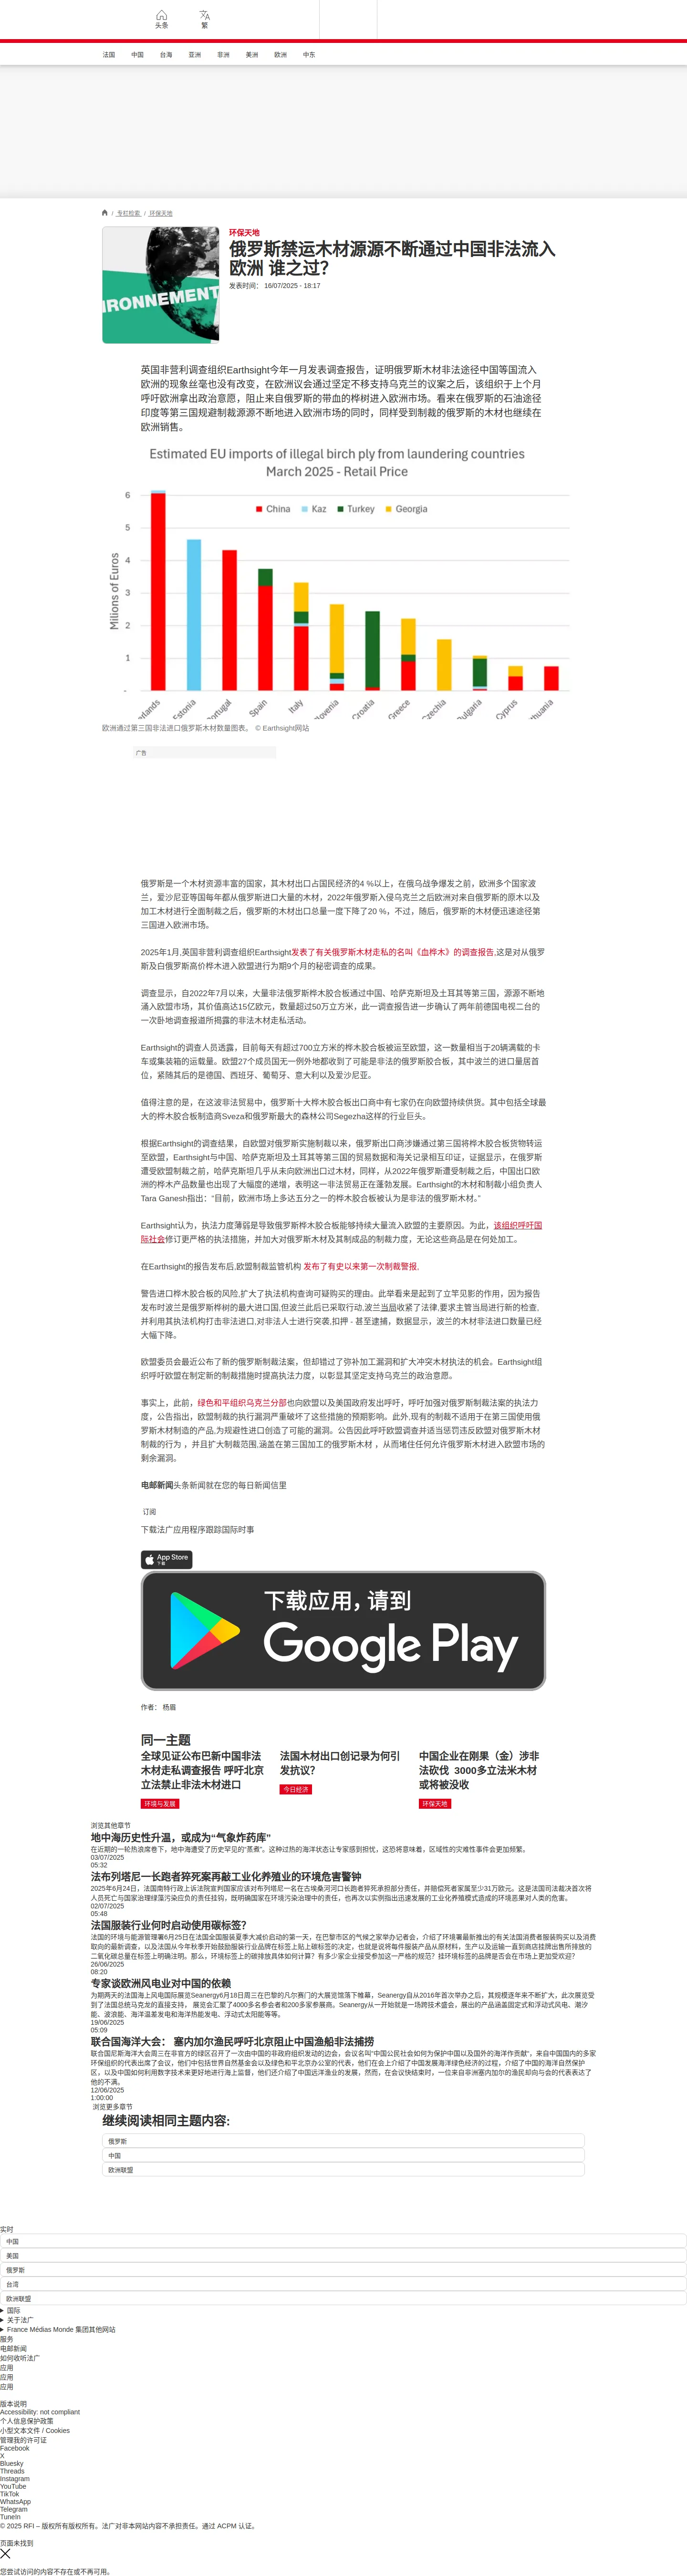 头条
繁
法国
中国
台海
亚洲
非洲
美洲
欧洲
中东
/ 专栏检索 / 环保天地
IRONNEMENT
环保天地
俄罗斯禁运木材源源不断通过中国非法流入
欧洲 谁之过？
发表时间： 16/07/2025 - 18:17
英国非营利调查组织Earthsight今年一月发表调查报告，证明俄罗斯木材非法途径中国等国流入
欧洲的现象丝毫也没有改变，在欧洲议会通过坚定不移支持乌克兰的议案之后，该组织于上个月
呼吁欧洲拿出政治意愿，阻止来自俄罗斯的带血的桦树进入欧洲市场。看来在俄罗斯的石油途径
印度等第三国规避制裁源源不断地进入欧洲市场的同时，同样受到制裁的俄罗斯的木材也继续在
欧洲销售。
Estimated EU imports of illegal birch ply from laundering countries
March 2025 - Retail Price
China
Kaz
Turkey
Georgia
Milions of Euros
6
5
4
3
2
1
-
erlands
Estonia
Portugal
Spain
Italy
Slovenia
Croatia
Greece
Czechia
Bulgaria
Cyprus
thuania
欧洲通过第三国非法进口俄罗斯木材数量图表。 © Earthsight网站
广告
俄罗斯是一个木材资源丰富的国家，其木材出口占国民经济的4 %以上，在俄乌战争爆发之前，欧洲多个国家波
兰，爱沙尼亚等国每年都从俄罗斯进口大量的木材，2022年俄罗斯入侵乌克兰之后欧洲对来自俄罗斯的原木以及
加工木材进行全面制裁之后，俄罗斯的木材出口总量一度下降了20 %，不过，随后，俄罗斯的木材便迅速途径第
三国进入欧洲市场。
2025年1月,英国非营利调查组织Earthsight发表了有关俄罗斯木材走私的名叫《血桦木》的调查报告,这是对从俄罗
斯及白俄罗斯高价桦木进入欧盟进行为期9个月的秘密调查的成果。
调查显示，自2022年7月以来，大量非法俄罗斯桦木胶合板通过中国、哈萨克斯坦及土耳其等第三国，源源不断地
涌入欧盟市场，其价值高达15亿欧元，数量超过50万立方米，此一调查报告进一步确认了两年前德国电视二台的
一次卧地调查报道所揭露的非法木材走私活动。
Earthsight的调查人员透露，目前每天有超过700立方米的桦木胶合板被运至欧盟，这一数量相当于20辆满载的卡
车或集装箱的运载量。欧盟27个成员国无一例外地都收到了可能是非法的俄罗斯胶合板，其中波兰的进口量居首
位，紧随其后的是德国、西班牙、葡萄牙、意大利以及爱沙尼亚。
值得注意的是，在这波非法贸易中，俄罗斯十大桦木胶合板出口商中有七家仍在向欧盟持续供货。其中包括全球最
大的桦木胶合板制造商Sveza和俄罗斯最大的森林公司Segezha这样的行业巨头。
根据Earthsight的调查结果，自欧盟对俄罗斯实施制裁以来，俄罗斯出口商涉嫌通过第三国将桦木胶合板货物转运
至欧盟，Earthsight与中国、哈萨克斯坦及土耳其等第三国的贸易数据和海关记录相互印证，证据显示，在俄罗斯
遭受欧盟制裁之前，哈萨克斯坦几乎从未向欧洲出口过木材，同样，从2022年俄罗斯遭受制裁之后，中国出口欧
洲的桦木产品数量也出现了大幅度的递增，表明这一非法贸易正在蓬勃发展。Earthsight的木材和制裁小组负责人
Tara Ganesh指出：“目前，欧洲市场上多达五分之一的桦木胶合板被认为是非法的俄罗斯木材。”
Earthsight认为，执法力度薄弱是导致俄罗斯桦木胶合板能够持续大量流入欧盟的主要原因。为此，该组织呼吁国
际社会修订更严格的执法措施，并加大对俄罗斯木材及其制成品的制裁力度，无论这些商品是在何处加工。
在Earthsight的报告发布后,欧盟制裁监管机构 发布了有史以来第一次制裁警报,
警告进口桦木胶合板的风险,扩大了执法机构查询可疑购买的理由。此举看来是起到了立竿见影的作用，因为报告
发布时波兰是俄罗斯桦树的最大进口国,但波兰此后已采取行动,波兰当局收紧了法律,要求主管当局进行新的检查,
并利用其执法机构打击非法进口,对非法人士进行突袭,扣押 - 甚至逮捕，数据显示，波兰的木材非法进口数量已经
大幅下降。
欧盟委员会最近公布了新的俄罗斯制裁法案，但却错过了弥补加工漏洞和扩大冲突木材执法的机会。Earthsight组
织呼吁欧盟在制定新的制裁措施时提高执法力度，以彰显其坚定支持乌克兰的政治意愿。
事实上，此前，绿色和平组织乌克兰分部也向欧盟以及美国政府发出呼吁，呼吁加强对俄罗斯制裁法案的执法力
度，公告指出，欧盟制裁的执行漏洞严重破坏了这些措施的预期影响。此外,现有的制裁不适用于在第三国使用俄
罗斯木材制造的产品,为规避性进口创造了可能的漏洞。公告因此呼吁欧盟调查并适当惩罚违反欧盟对俄罗斯木材
制裁的行为 ，并且扩大制裁范围,涵盖在第三国加工的俄罗斯木材 ，从而堵住任何允许俄罗斯木材进入欧盟市场的
剩余漏洞。
电邮新闻头条新闻就在您的每日新闻信里
订阅
下载法广应用程序跟踪国际时事
App Store
下载
下载应用，请到
Google Play
作者： 杨眉
同一主题
全球见证公布巴新中国非法
木材走私调查报告 呼吁北京
立法禁止非法木材进口
环境与发展
法国木材出口创记录为何引
发抗议？
今日经济
中国企业在刚果（金）涉非
法砍伐 3000多立法米木材
或将被没收
环保天地
浏览其他章节
地中海历史性升温，或成为“气象炸药库”
在近期的一轮热浪席卷下，地中海遭受了历史罕见的“蒸煮”。这种过热的海洋状态让专家感到担忧，这恐将意味着，区域性的灾难性事件会更加频繁。
03/07/2025
05:32
法布列塔尼一长跑者猝死案再敲工业化养殖业的环境危害警钟
2025年6月24日，法国南特行政上诉法院宣判国家应该对布列塔尼一名在古埃桑河河口长跑者猝死承担部分责任，并赔偿死者家属至少31万欧元。这是法国司法裁决首次将
人员死亡与国家治理绿藻污染应负的责任挂钩，既明确国家在环境污染治理中的责任，也再次以实例指出迅速发展的工业化养殖模式造成的环境恶果对人类的危害。
02/07/2025
05:48
法国服装行业何时启动使用碳标签？
法国的环境与能源管理署6月25日在法国全国服装夏季大减价启动的第一天，在巴黎市区的气候之家举办记者会，介绍了环境署最新推出的有关法国消费者服装购买以及消费
取向的最新调查，以及法国从今年秋季开始鼓励服装行业品牌在标签上贴上碳标签的决定，也就是说将每件服装产品从原材料，生产以及运输一直到商店挂牌出售所排放的
二氧化碳总量在标签上明确注明。那么，环境标签上的碳排放具体如何计算？有多少家企业接受参加这一严格的规范？挂环境标签的品牌是否会在市场上更加受欢迎？
26/06/2025
08:20
专家谈欧洲风电业对中国的依赖
为期两天的法国海上风电国际展览Seanergy6月18日周三在巴黎的凡尔赛门的大展览馆落下帷幕，Seanergy自从2016年首次举办之后，其规模逐年来不断扩大，此次展览受
到了法国总统马克龙的直接支持， 展览会汇聚了4000多名参会者和200多家参展商。Seanergy从一开始就是一场跨技术盛会，展出的产品涵盖固定式和浮动式风电、潮汐
能、波浪能、海洋温差发电和海洋热能发电、浮动式太阳能等等。
19/06/2025
05:09
联合国海洋大会： 塞内加尔渔民呼吁北京阻止中国渔船非法捕捞
联合国尼斯海洋大会周三在非官方的绿区召开了一次由中国的非政府组织发动的边会，会议名叫“中国公民社会如何为保护中国以及国外的海洋作贡献”，来自中国国内的多家
环保组织的代表出席了会议，他们中包括世界自然基金会以及绿色和平北京办公室的代表，他们在会上介绍了中国发展海洋绿色经济的过程，介绍了中国的海洋自然保护
区，以及中国如何利用数字技术来更好地进行海上监督，他们还介绍了中国远洋渔业的发展，然而，在会议快结束时，一位来自非洲塞内加尔的渔民却向与会的代表表达了
他的不满。
12/06/2025
1:00:00
浏览更多章节
继续阅读相同主题内容:
俄罗斯
中国
欧洲联盟
实时
中国
美国
俄罗斯
台湾
欧洲联盟
国际
关于法广
France Médias Monde 集团其他网站
服务
电邮新闻
如何收听法广
应用
应用
应用
版本说明
Accessibility: not compliant
个人信息保护政策
小型文本文件 / Cookies
管理我的许可证
Facebook
X
Bluesky
Threads
Instagram
YouTube
TikTok
WhatsApp
Telegram
TuneIn
© 2025 RFI – 版权所有版权所有。法广对非本网站内容不承担责任。通过 ACPM 认证。
页面未找到
您尝试访问的内容不存在或不再可用。